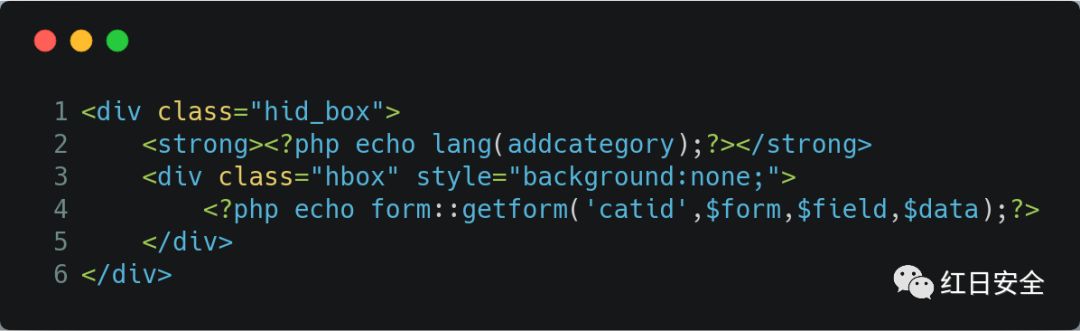 1 <div class="hid_box">
2     <strong><?php echo lang(addcategory);?></strong>
3     <div class="hbox" style="background:none;">
4         <?php echo form::getform('catid',$form,$field,$data);?>
5     </div>
6 </div>
红日安全